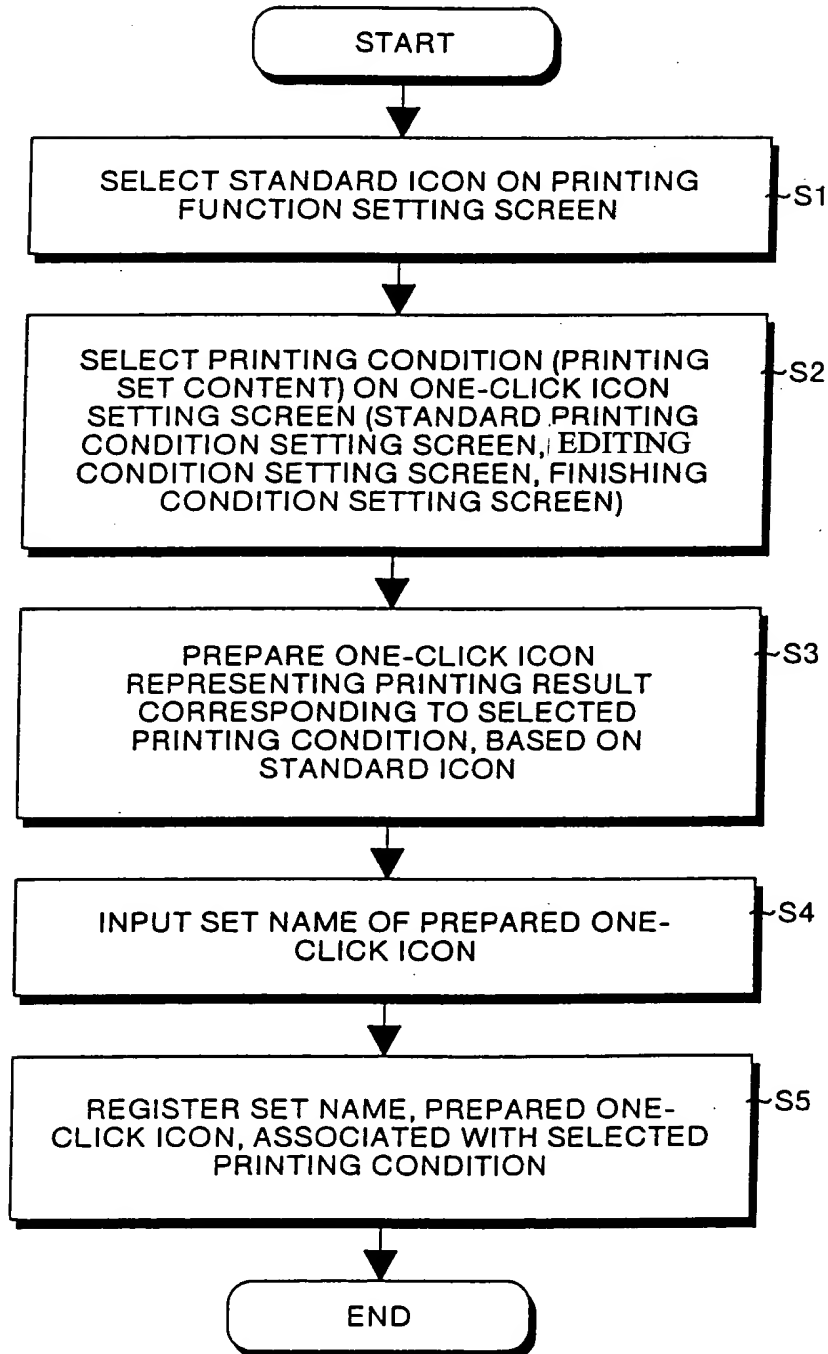 START
SELECT STANDARD ICON ON PRINTING
FUNCTION SETTING SCREEN
S1
SELECT PRINTING CONDITION (PRINTING
SET CONTENT) ON ONE-CLICK ICON
SETTING SCREEN (STANDARD PRINTING
CONDITION SETTING SCREEN, EDITING
CONDITION SETTING SCREEN, FINISHING
CONDITION SETTING SCREEN)
S2
PREPARE ONE-CLICK ICON
REPRESENTING PRINTING RESULT
CORRESPONDING TO SELECTED
PRINTING CONDITION, BASED ON
STANDARD ICON
S3
INPUT SET NAME OF PREPARED ONE-
CLICK ICON
S4
REGISTER SET NAME, PREPARED ONE-
CLICK ICON, ASSOCIATED WITH SELECTED
PRINTING CONDITION
S5
END